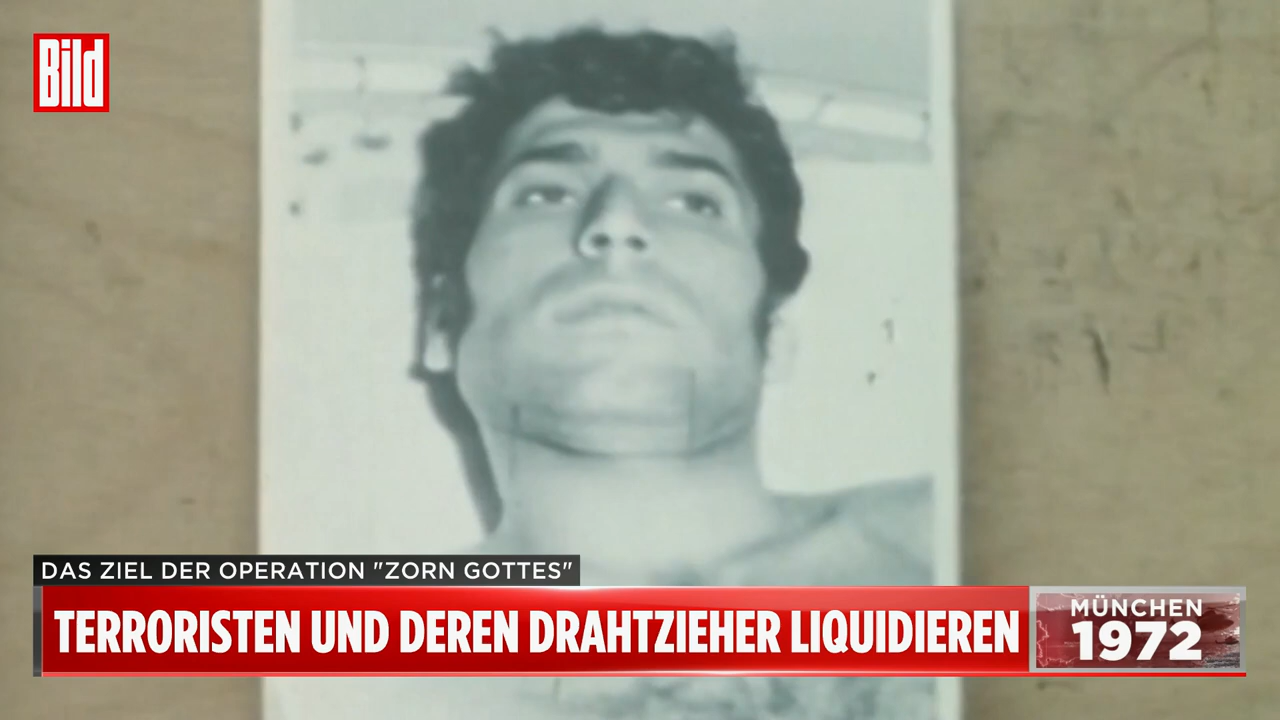 Bild
DAS ZIEL DER OPERATION "ZORN GOTTES"
TERRORISTEN UND DEREN DRAHTZIEHER LIQUIDIEREN
MÜNCHEN
1972